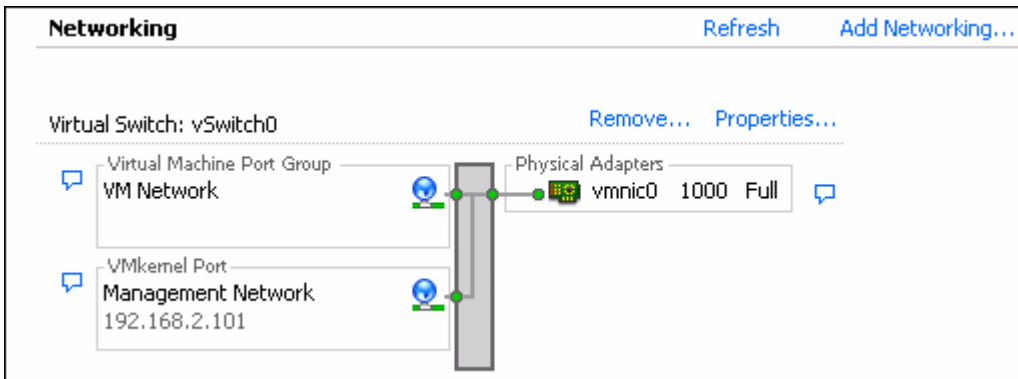 Networking Refresh Add Networking...
Virtual Switch: vSwitch0 Remove... Properties...
Virtual Machine Port Group
VM Network
Physical Adapters
vmnic0 1000 Full
VMkernel Port
Management Network
192.168.2.101